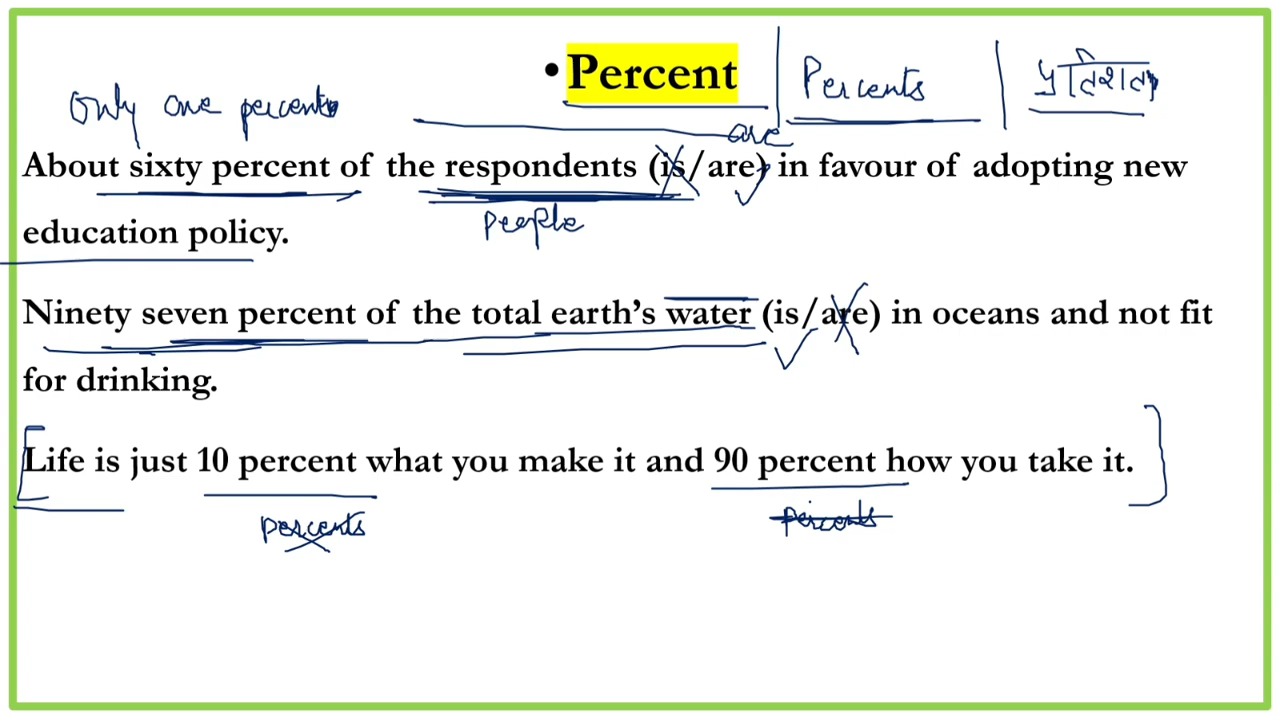 • Percent | Percents | प्रतिशत
Only one percent
are
About sixty percent of the respondents (is/are) in favour of adopting new
people
education policy.
Ninety seven percent of the total earth's water (is/are) in oceans and not fit
for drinking.
[Life is just 10 percent what you make it and 90 percent how you take it.]
percents percents